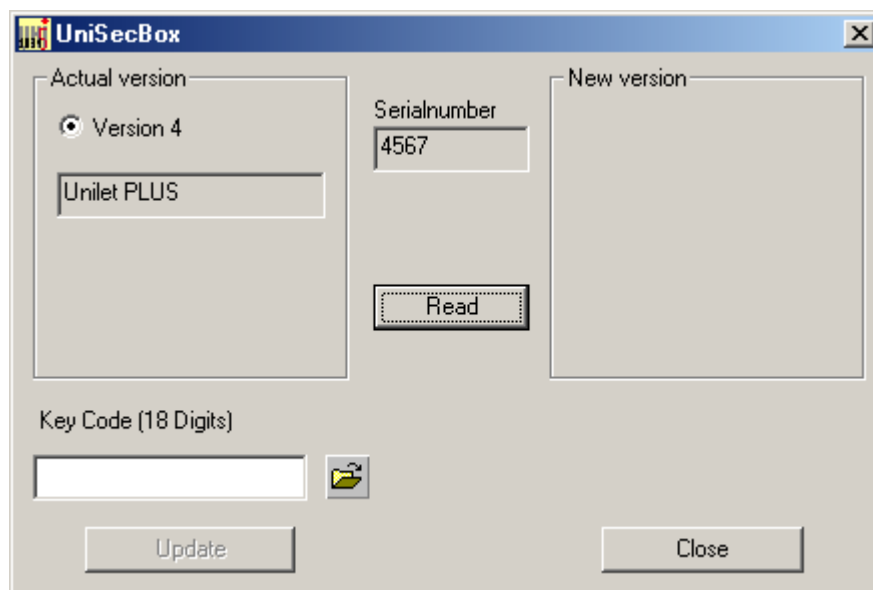 UniSecBox
Actual version
Version 4
Unilet PLUS
Serialnumber
4567
Read
New version
Key Code (18 Digits)
Update
Close